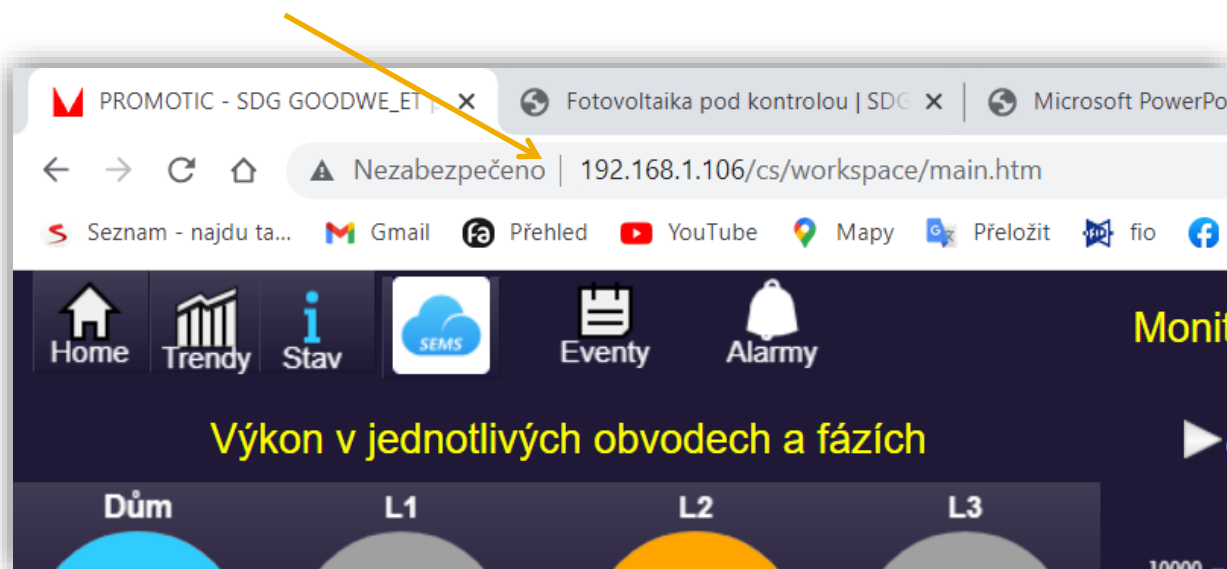 PROMOTIC - SDG GOODWE_ET Fotovoltaika pod kontrolou | SDG Microsoft PowerPo
Nezabezpečeno 192.168.1.106/cs/workspace/main.htm
Seznam - najdu ta... Gmail Přehled YouTube Mapy Přeložit fio
Home Trendy Stav SEMS Eventy Alarmy Monit
Výkon v jednotlivých obvodech a fázích
Dům L1 L2 L3
10000